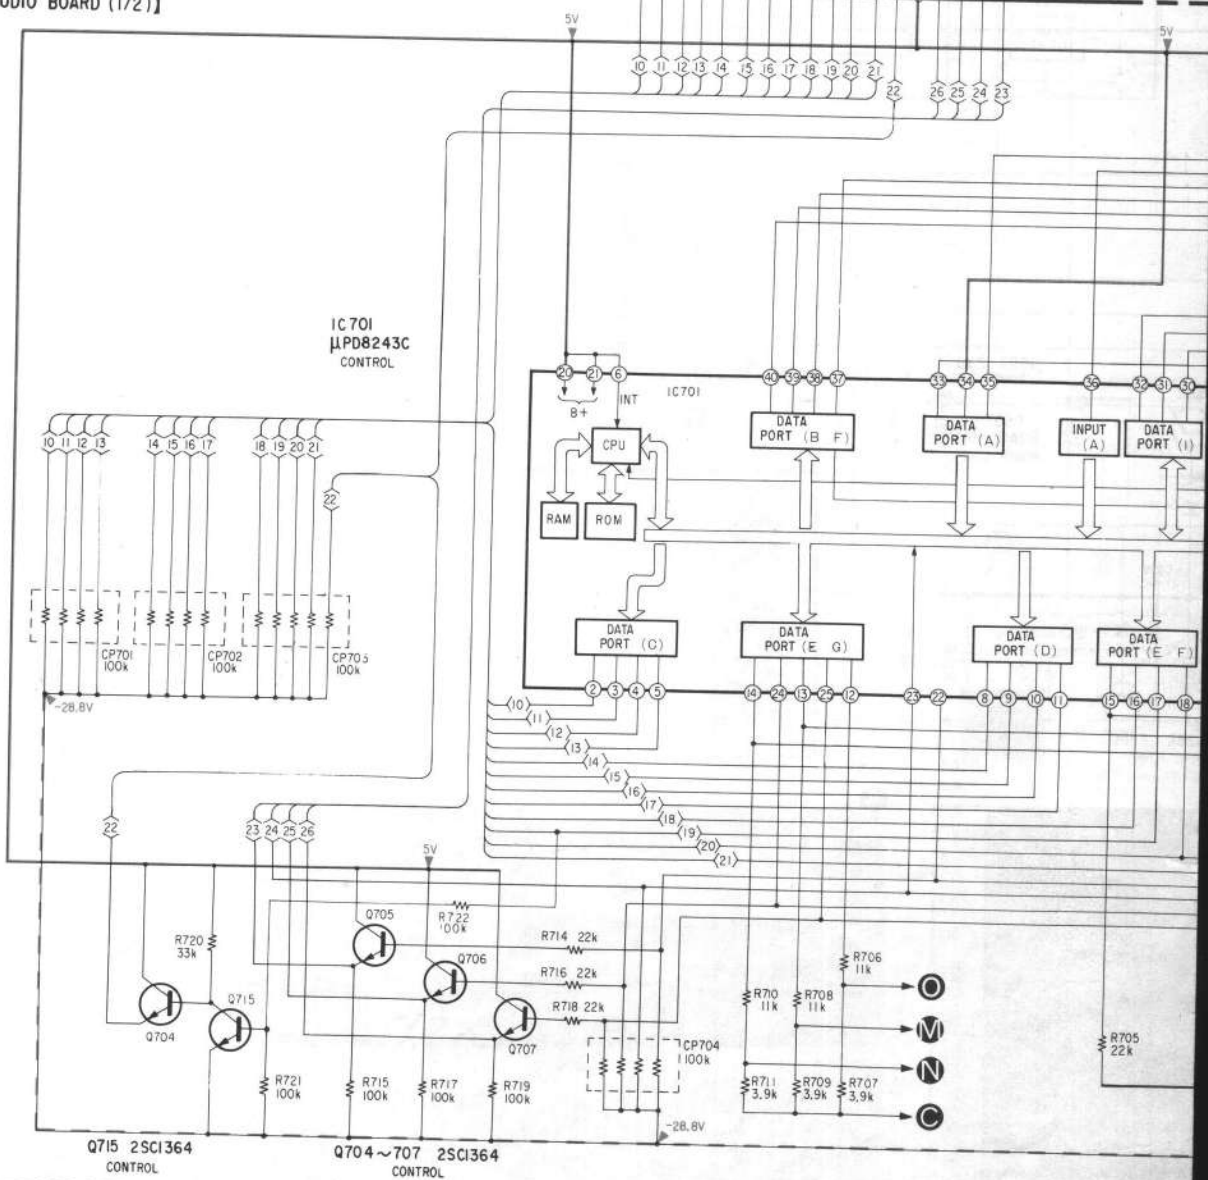 UDIO BOARD (1/2)】
5V
5V
10 11 12 13 14 15 16 17 18 19 20 21 22 26 25 24 23
IC701
μPD8243C
CONTROL
20 21 6 IC701 40 39 38 37 33 34 35 36 32 31 30
INT
B+
CPU
DATA PORT (B F)
DATA PORT (A)
INPUT (A)
DATA PORT (I)
10 11 12 13 14 15 16 17 18 19 20 21
22
RAM
ROM
CP701 100k
CP702 100k
CP703 100k
DATA PORT (C)
DATA PORT (E G)
DATA PORT (D)
DATA PORT (E F)
-28.8V
2 3 4 5 14 24 13 25 12 23 22 8 9 10 11 15 16 17 18
10
11
12
13
14
15
16
17
18
19
20
21
22
23 24 25 26
5V
R722 100k
Q705
R720 33k
R714 22k
Q706
R716 22k
R706 11k
O
Q715
R718 22k
R710 11k
R708 11k
M
Q704
Q707
CP704 100k
R705 22k
N
R721 100k
R715 100k
R717 100k
R719 100k
R711 3.9k
R709 3.9k
R707 3.9k
C
-28.8V
Q715 2SC1364
CONTROL
Q704～707 2SC1364
CONTROL